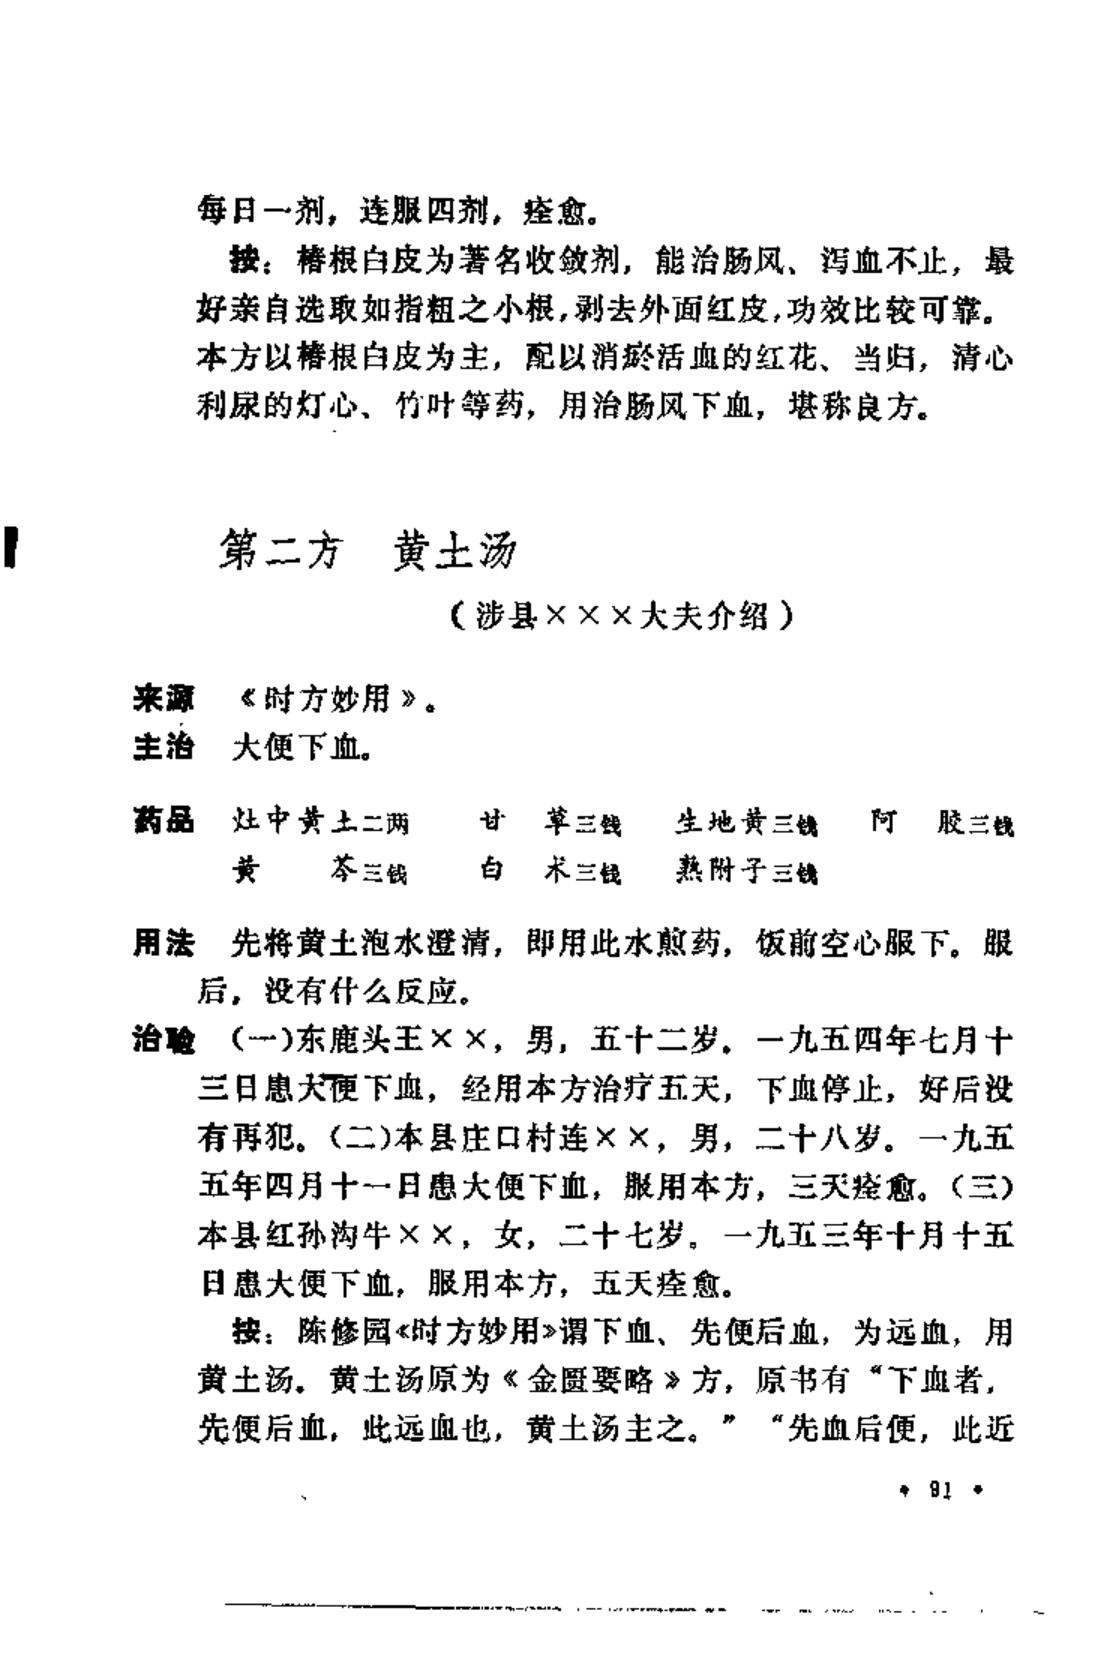 每日一剂，连服四剂，痊愈。
按：椿根白皮为著名收敛剂，能治肠风、泻血不止，最
好亲自选取如指粗之小根，剥去外面红皮，功效比较可靠。
本方以椿根白皮为主，配以消瘀活血的红花、当归，清心
利尿的灯心、竹叶等药，用治肠风下血，堪称良方。
第二方 黄土汤
（涉县×××大夫介绍）
来源 《时方妙用》。
主治 大便下血。
药品 灶中黄土二两 甘 草三钱 生地黄三钱 阿 胶三钱
黄 芩三钱 白 术三钱 熟附子三钱
用法 先将黄土泡水澄清，即用此水煎药，饭前空心服下。服
后，没有什么反应。
治验 （一）东鹿头王××，男，五十二岁。一九五四年七月十
三日患大便下血，经用本方治疗五天，下血停止，好后没
有再犯。（二）本县庄口村连××，男，二十八岁。一九五
五年四月十一日患大便下血，服用本方，三天痊愈。（三）
本县红孙沟牛××，女，二十七岁。一九五三年十月十五
日患大便下血，服用本方，五天痊愈。
按：陈修园《时方妙用》谓下血、先便后血，为远血，用
黄土汤。黄土汤原为《金匮要略》方，原书有“下血者，
先便后血，此远血也，黄土汤主之。”“先血后便，此近
• 91 •